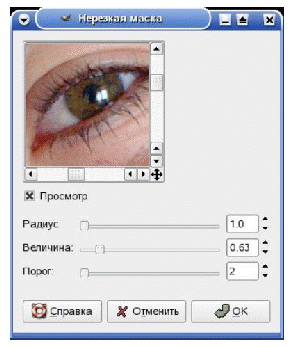 Нерезкая маска
Просмотр
Радиус: 1.0
Величина: 0.63
Порог: 2
Справка Отменить OK